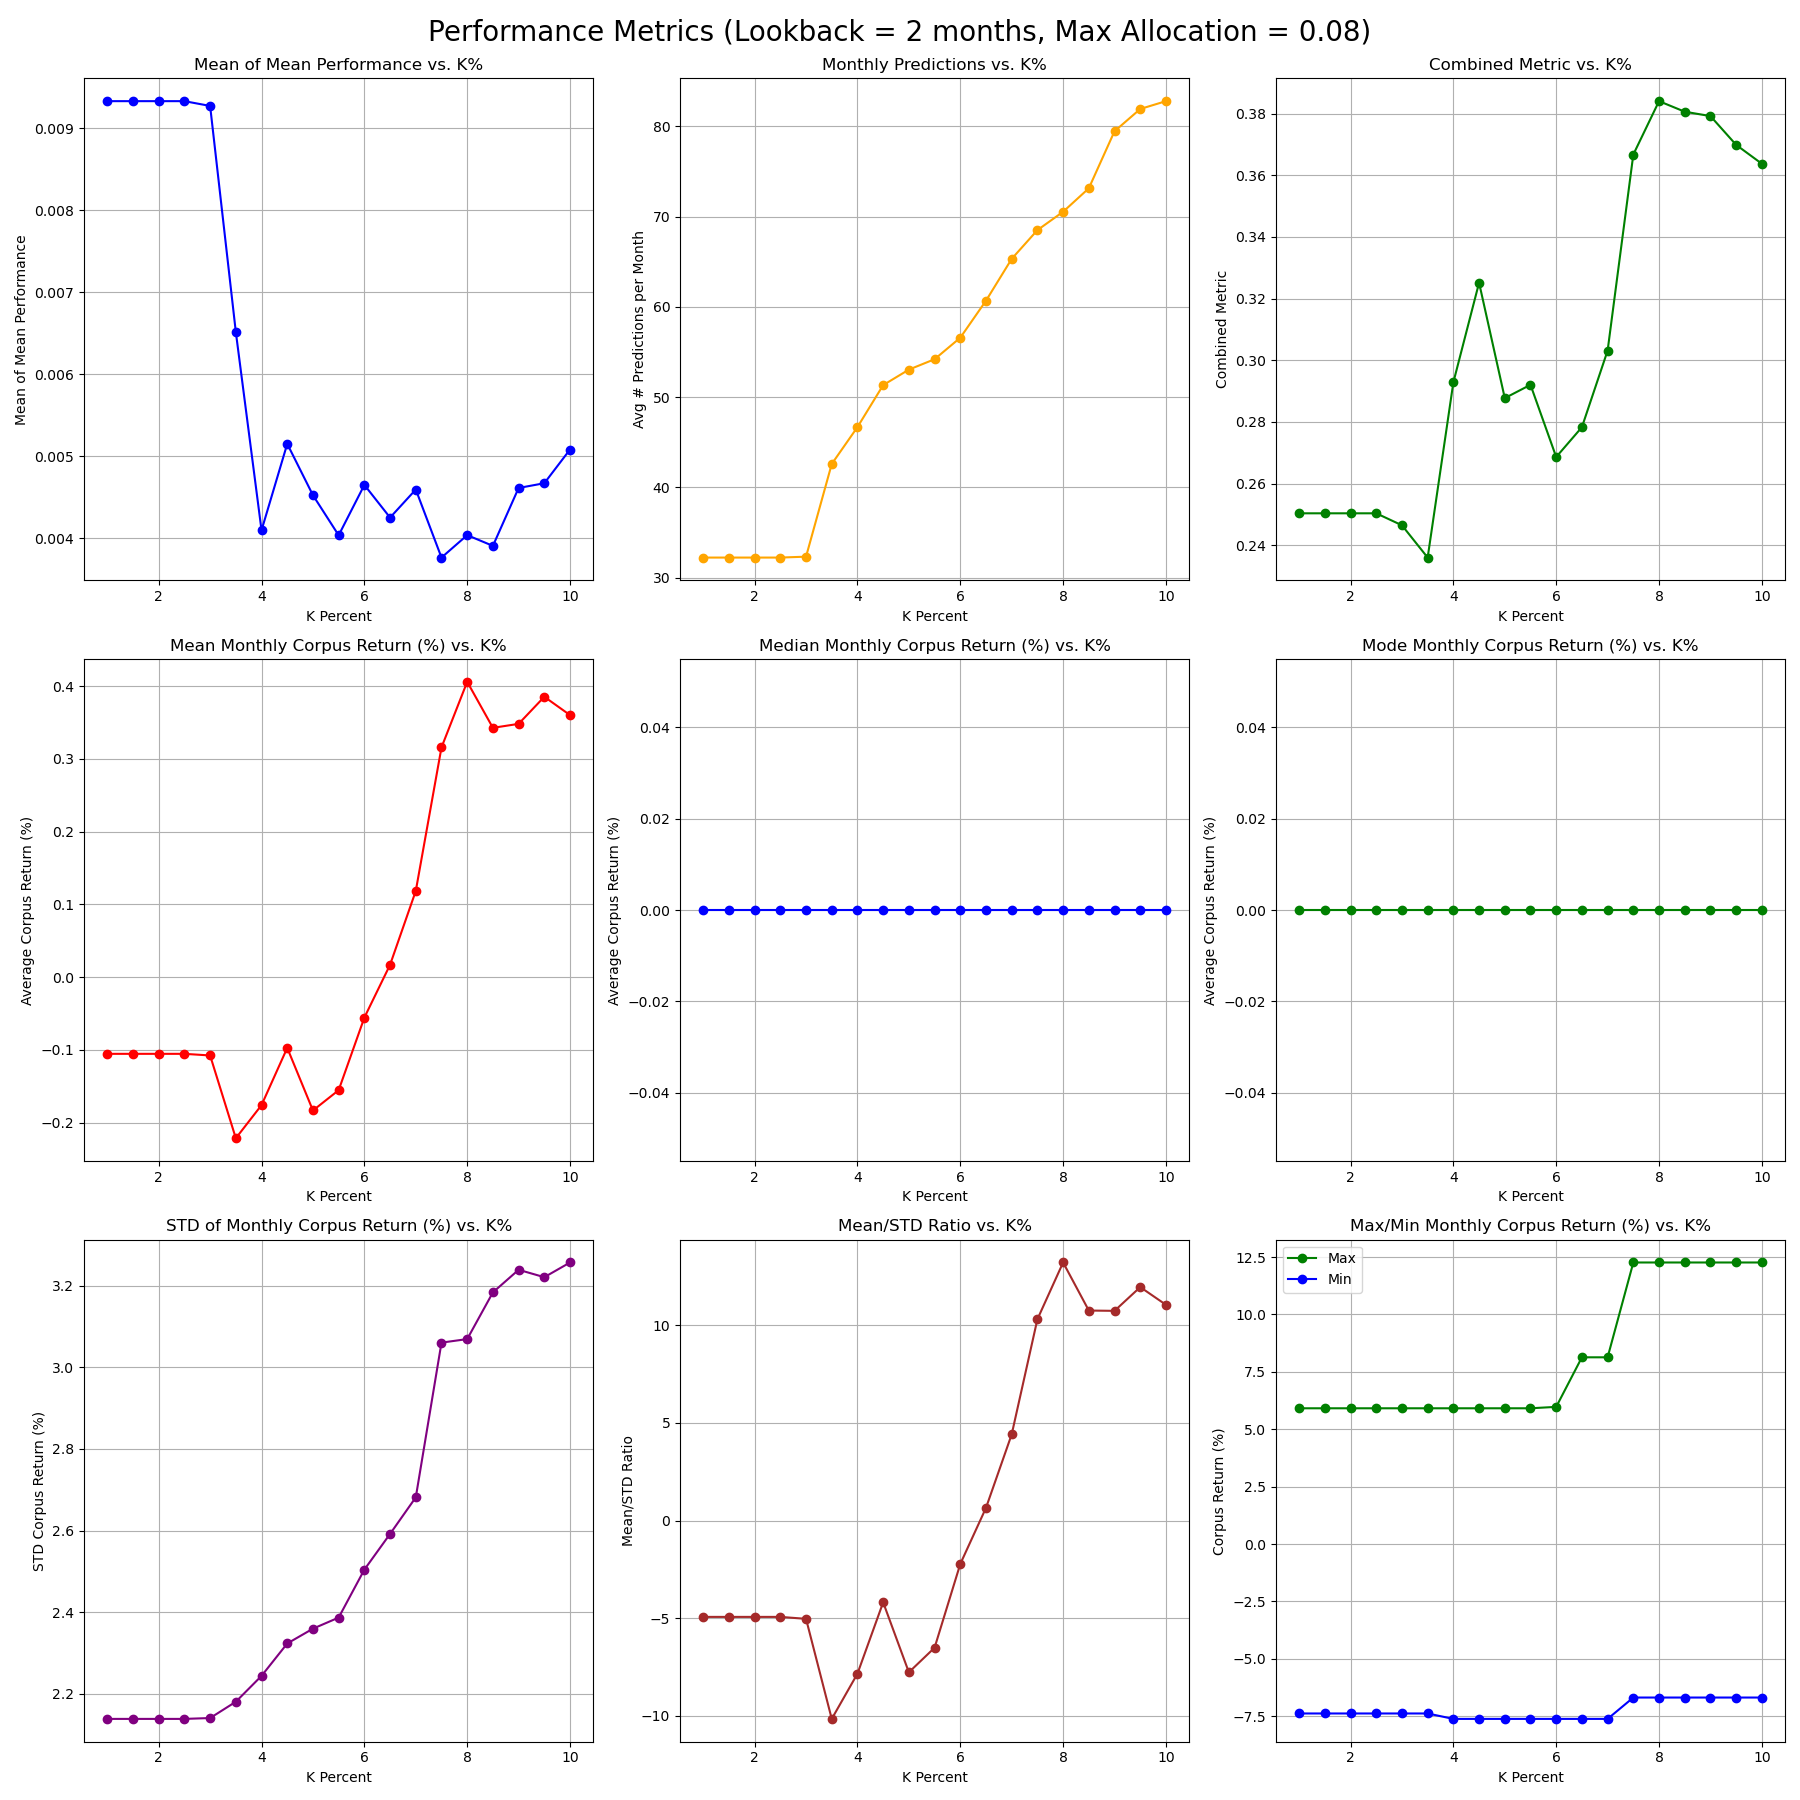 Performance Metrics (Lookback = 2 months, Max Allocation = 0.08)
Mean of Mean Performance vs. K%
Mean of Mean Performance
0.009
0.008
0.007
0.006
0.005
0.004
2 4 6 8 10
K Percent
Monthly Predictions vs. K%
Avg # Predictions per Month
80
70
60
50
40
30
2 4 6 8 10
K Percent
Combined Metric vs. K%
Combined Metric
0.38
0.36
0.34
0.32
0.30
0.28
0.26
0.24
2 4 6 8 10
K Percent
Mean Monthly Corpus Return (%) vs. K%
Average Corpus Return (%)
0.4
0.3
0.2
0.1
0.0
−0.1
−0.2
2 4 6 8 10
K Percent
Median Monthly Corpus Return (%) vs. K%
Average Corpus Return (%)
0.04
0.02
0.00
−0.02
−0.04
2 4 6 8 10
K Percent
Mode Monthly Corpus Return (%) vs. K%
Average Corpus Return (%)
0.04
0.02
0.00
−0.02
−0.04
2 4 6 8 10
K Percent
STD of Monthly Corpus Return (%) vs. K%
STD Corpus Return (%)
3.2
3.0
2.8
2.6
2.4
2.2
2 4 6 8 10
K Percent
Mean/STD Ratio vs. K%
Mean/STD Ratio
10
5
0
−5
−10
2 4 6 8 10
K Percent
Max/Min Monthly Corpus Return (%) vs. K%
Max
Min
Corpus Return (%)
12.5
10.0
7.5
5.0
2.5
0.0
−2.5
−5.0
−7.5
2 4 6 8 10
K Percent